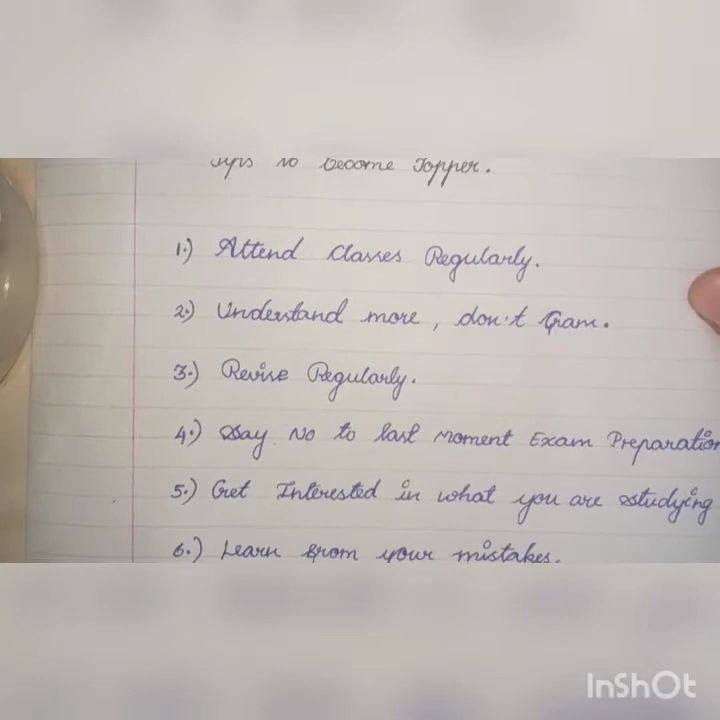 to become Topper.
1.) Attend classes Regularly.
2.) Understand more, don't Cram.
3.) Revise Regularly.
4.) Say No to last moment Exam Preparation
5.) Get Interested in what you are studying
6.) Learn from your mistakes.
InShOt